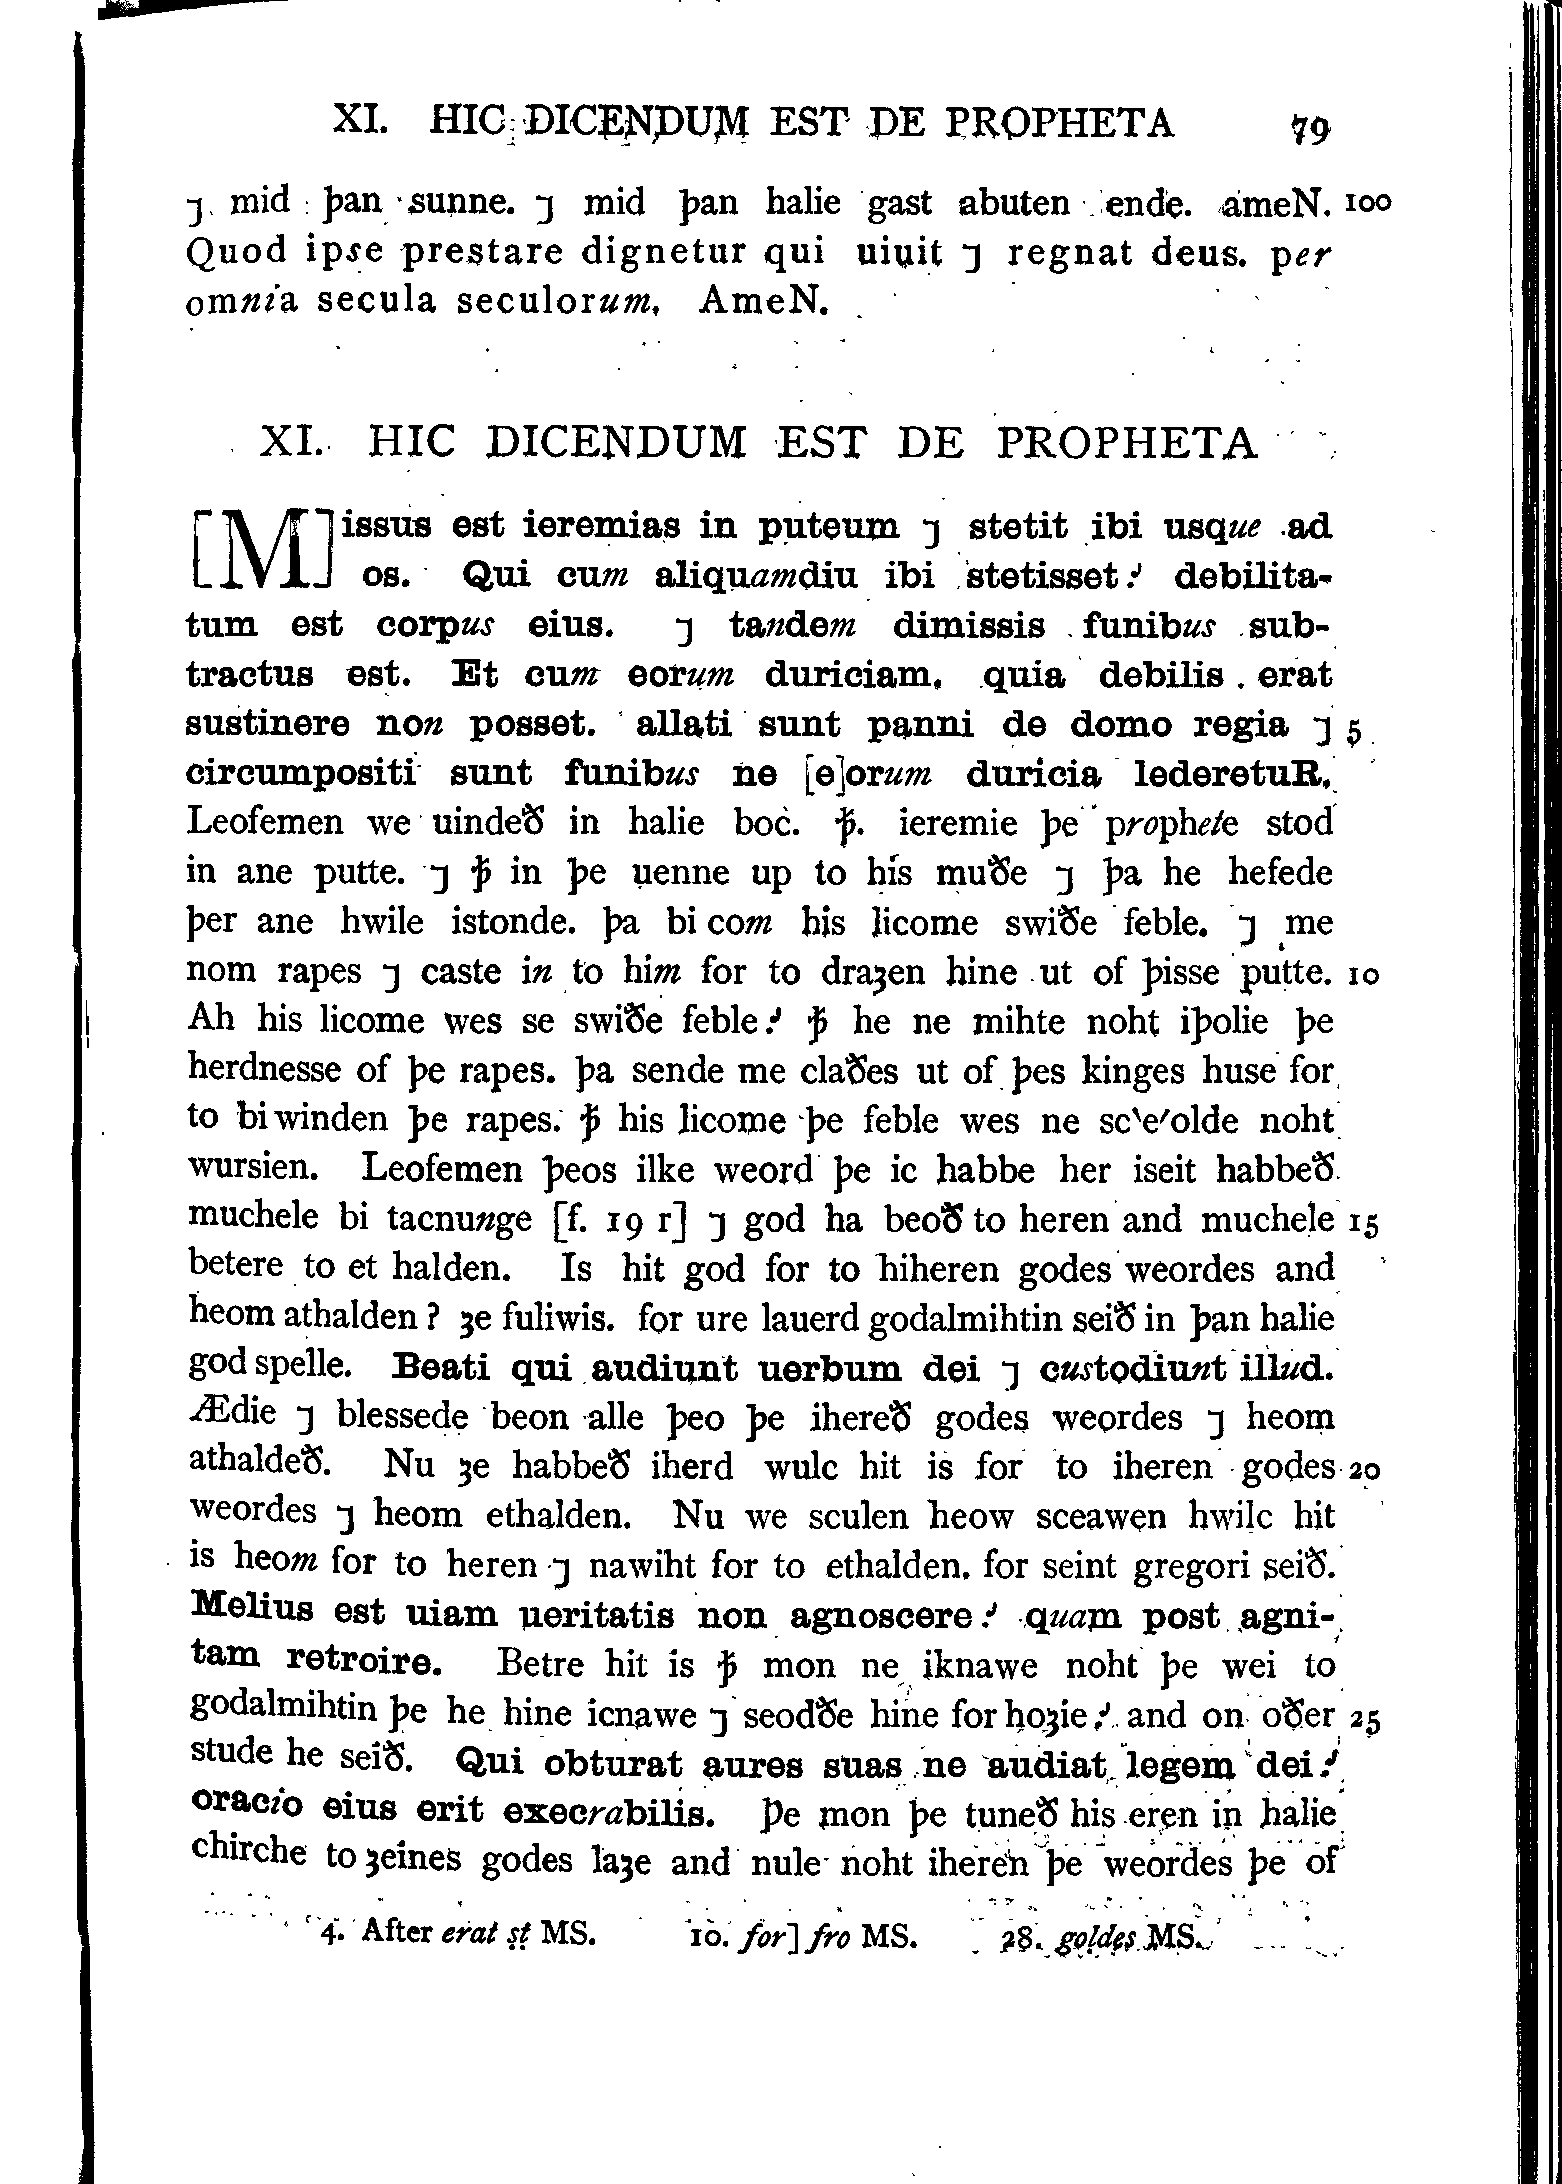 XI. HIC DICENDUM EST DE PROPHETA 79
⁊ mid þan sunne. ⁊ mid þan halie gast abuten ende. ameN. 100
Quod ipse prestare dignetur qui uiuit ⁊ regnat deus. per
omnia secula seculorum. AmeN.
XI. HIC DICENDUM EST DE PROPHETA
[M]issus est ieremias in puteum ⁊ stetit ibi usque ad
os. Qui cum aliquamdiu ibi stetisset؛ debilita-
tum est corpus eius. ⁊ tandem dimissis funibus sub-
tractus est. Et cum eorum duriciam. quia debilis erat
sustinere non posset. allati sunt panni de domo regia ⁊ 5
circumpositi sunt funibus ne [e]orum duricia lederetuR.
Leofemen we uindeð in halie boc. ꝥ. ieremie þe prophete stod
in ane putte. ⁊ ꝥ in þe uenne up to his muðe ⁊ þa he hefede
þer ane hwile istonde. þa bi com his licome swiðe feble. ⁊ me
nom rapes ⁊ caste in to him for to draȝen hine ut of þisse putte. 10
Ah his licome wes se swiðe feble؛ ꝥ he ne mihte noht iþolie þe
herdnesse of þe rapes. þa sende me claðes ut of þes kinges huse for
to bi winden þe rapes. ꝥ his licome þe feble wes ne sc‵e′olde noht
wursien. Leofemen þeos ilke weord þe ic habbe her iseit habbeð
muchele bi tacnunge [f. 19 r] ⁊ god ha beoð to heren and muchele 15
betere to et halden. Is hit god for to hiheren godes weordes and
heom athalden? ȝe fuliwis. for ure lauerd godalmihtin seið in þan halie
god spelle. Beati qui audiunt uerbum dei ⁊ custodiunt illud.
Ædie ⁊ blessede beon alle þeo þe ihereð godes weordes ⁊ heom
athaldeð. Nu ȝe habbeð iherd wulc hit is for to iheren godes 20
weordes ⁊ heom ethalden. Nu we sculen heow sceawen hwilc hit
is heom for to heren ⁊ nawiht for to ethalden. for seint gregori seið.
Melius est uiam ueritatis non agnoscere؛ quam post agni-
tam retroire. Betre hit is ꝥ mon ne iknawe noht þe wei to
godalmihtin þe he hine icnawe ⁊ seodðe hine for hoȝie؛ and on oðer 25
stude he seið. Qui obturat aures suas ne audiat legem dei؛
oracio eius erit execrabilis. Þe mon þe tuneð his eren in halie
chirche to ȝeines godes laȝe and nule noht iheren þe weordes þe of
4. After erat st MS. 10. for] fro MS. 28. goldes MS.